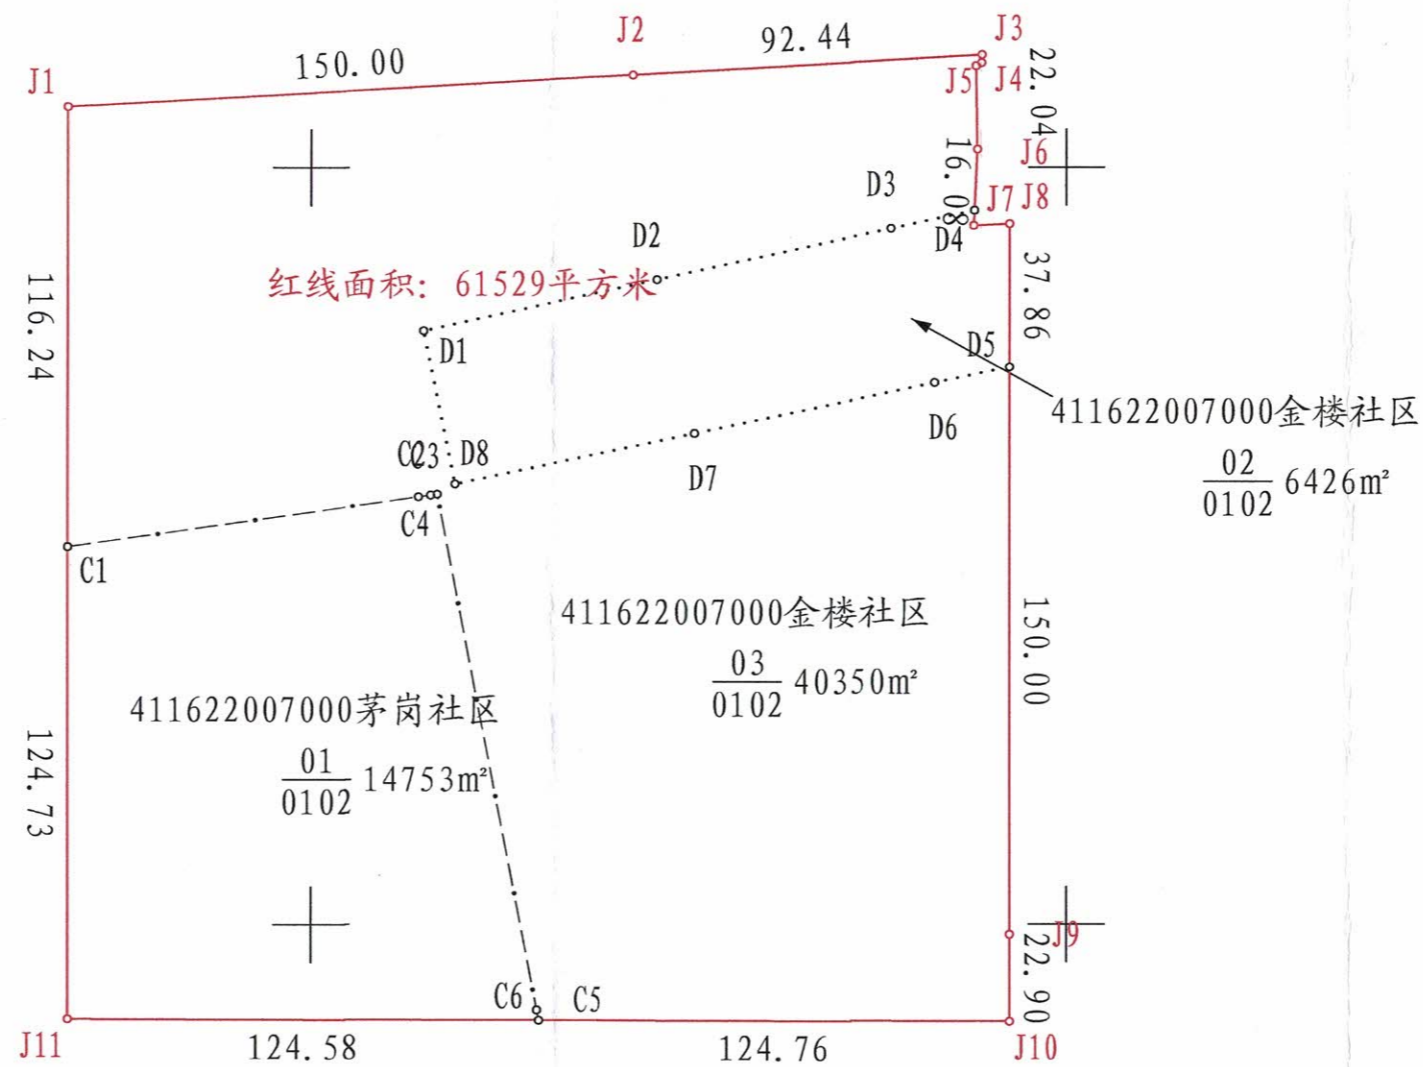 J2
92.44
J3
150.00
J1
J5
J4
22.04
16.08
J6
D3
J7
J8
D2
D4
红线面积：61529平方米
37.86
116.24
D1
D5
411622007000金楼社区
02
0102
6426m²
D6
C2
C3
D8
D7
C4
C1
411622007000金楼社区
03
0102
40350m²
150.00
411622007000茅岗社区
01
0102
14753m²
124.73
J9
22.90
C6
C5
J11
124.58
124.76
J10